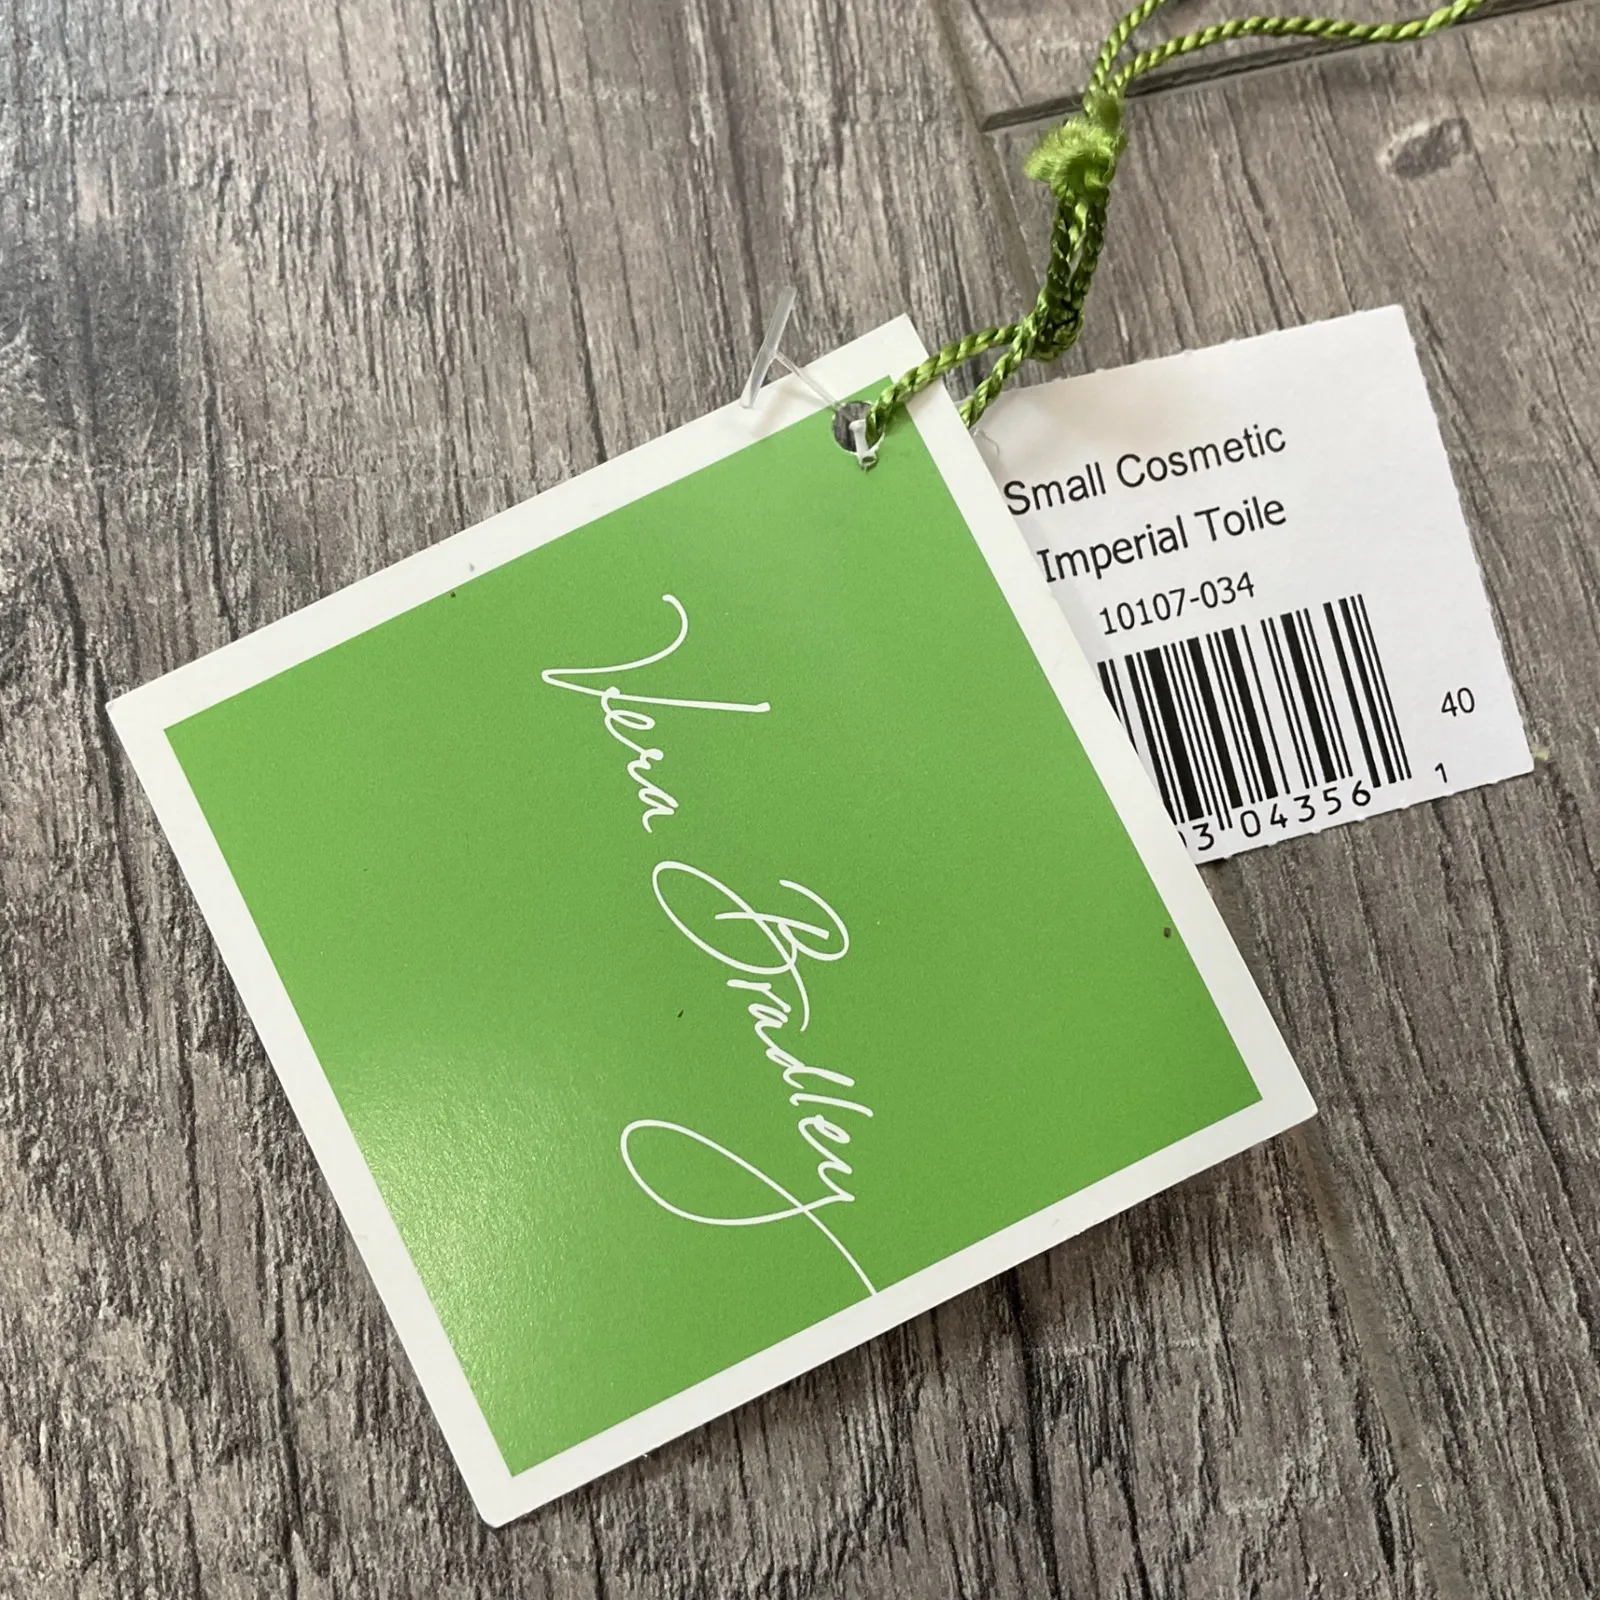 Vera Bradley
Small Cosmetic
Imperial Toile
10107-034
40
3 04356 1